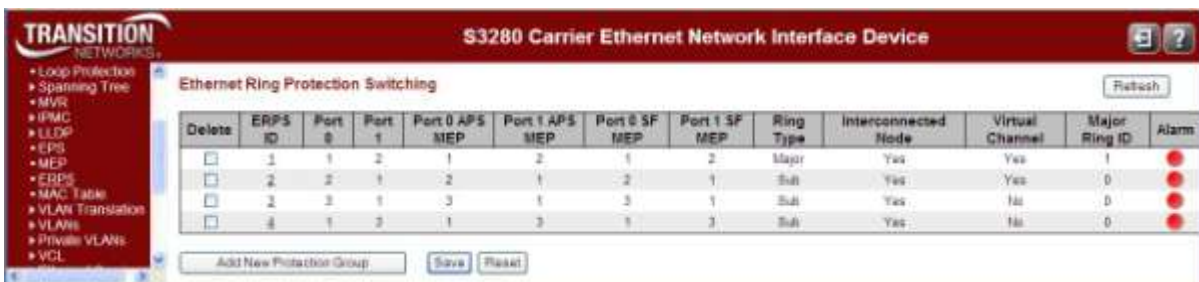 TRANSITION
NETWORKS®
S3280 Carrier Ethernet Network Interface Device
?
Loop Protection
Spanning Tree
MVR
IPMC
LLDP
EPS
MEP
ERPS
MAC Table
VLAN Translation
VLANs
Private VLANs
VCL
Ethernet Ring Protection Switching
Refresh
Delete ERPS ID Port 0 Port 1 Port 0 APS MEP Port 1 APS MEP Port 0 SF MEP Port 1 SF MEP Ring Type Interconnected Node Virtual Channel Major Ring ID Alarm
1 1 2 1 2 1 2 Major Yes Yes 1
2 2 1 2 1 2 1 Sub Yes Yes 0
3 3 1 3 1 3 1 Sub Yes No 0
4 1 3 1 3 1 3 Sub Yes No 0
Add New Protection Group Save Reset